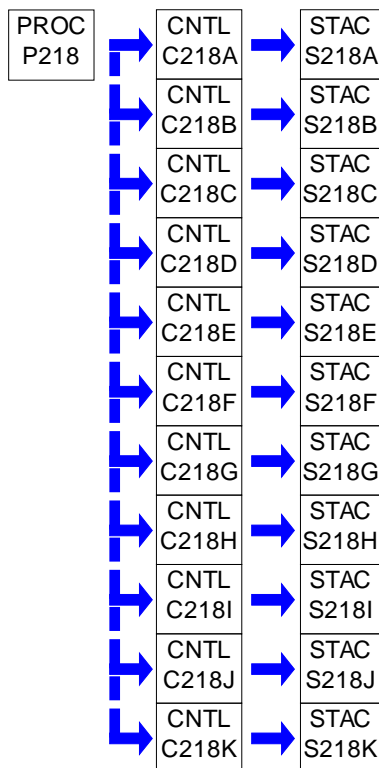 PROC
P218
CNTL
C218A
STAC
S218A
CNTL
C218B
STAC
S218B
CNTL
C218C
STAC
S218C
CNTL
C218D
STAC
S218D
CNTL
C218E
STAC
S218E
CNTL
C218F
STAC
S218F
CNTL
C218G
STAC
S218G
CNTL
C218H
STAC
S218H
CNTL
C218I
STAC
S218I
CNTL
C218J
STAC
S218J
CNTL
C218K
STAC
S218K